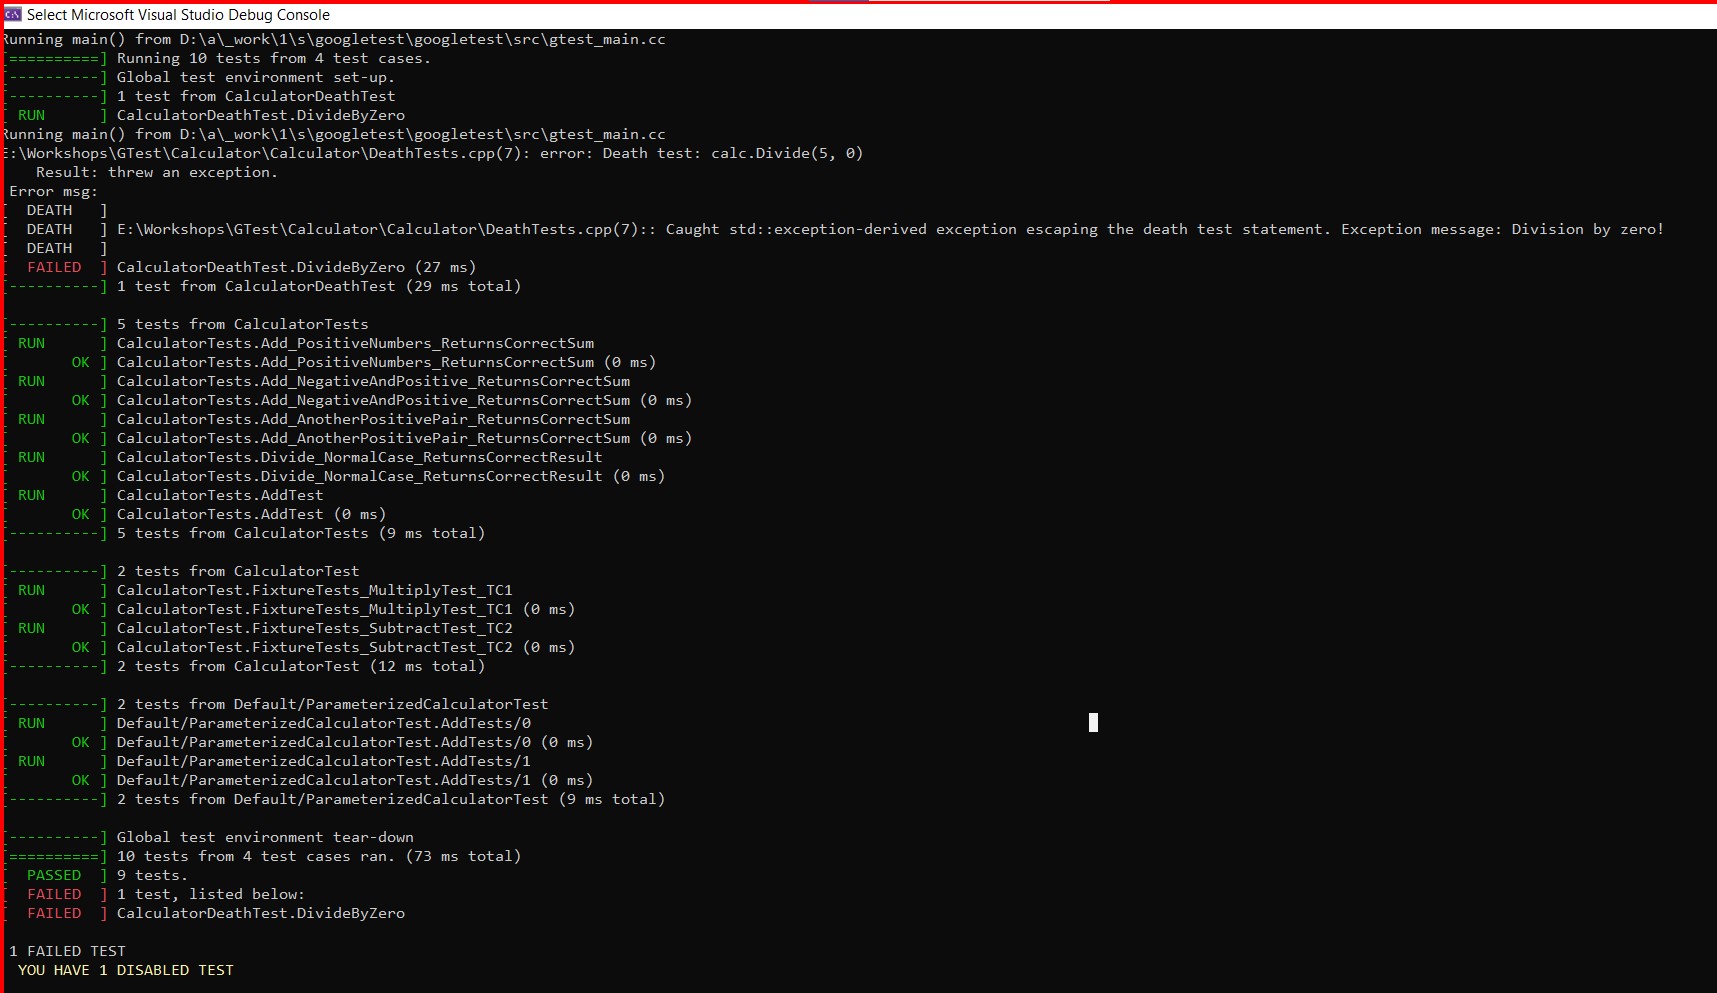 Select Microsoft Visual Studio Debug Console
Running main() from D:\a\_work\1\s\googletest\googletest\src\gtest_main.cc
[==========] Running 10 tests from 4 test cases.
[----------] Global test environment set-up.
[----------] 1 test from CalculatorDeathTest
[ RUN      ] CalculatorDeathTest.DivideByZero
Running main() from D:\a\_work\1\s\googletest\googletest\src\gtest_main.cc
E:\Workshops\GTest\Calculator\Calculator\DeathTests.cpp(7): error: Death test: calc.Divide(5, 0)
    Result: threw an exception.
 Error msg:
[  DEATH   ]
[  DEATH   ] E:\Workshops\GTest\Calculator\Calculator\DeathTests.cpp(7):: Caught std::exception-derived exception escaping the death test statement. Exception message: Division by zero!
[  DEATH   ]
[  FAILED  ] CalculatorDeathTest.DivideByZero (27 ms)
[----------] 1 test from CalculatorDeathTest (29 ms total)
[----------] 5 tests from CalculatorTests
[ RUN      ] CalculatorTests.Add_PositiveNumbers_ReturnsCorrectSum
[       OK ] CalculatorTests.Add_PositiveNumbers_ReturnsCorrectSum (0 ms)
[ RUN      ] CalculatorTests.Add_NegativeAndPositive_ReturnsCorrectSum
[       OK ] CalculatorTests.Add_NegativeAndPositive_ReturnsCorrectSum (0 ms)
[ RUN      ] CalculatorTests.Add_AnotherPositivePair_ReturnsCorrectSum
[       OK ] CalculatorTests.Add_AnotherPositivePair_ReturnsCorrectSum (0 ms)
[ RUN      ] CalculatorTests.Divide_NormalCase_ReturnsCorrectResult
[       OK ] CalculatorTests.Divide_NormalCase_ReturnsCorrectResult (0 ms)
[ RUN      ] CalculatorTests.AddTest
[       OK ] CalculatorTests.AddTest (0 ms)
[----------] 5 tests from CalculatorTests (9 ms total)
[----------] 2 tests from CalculatorTest
[ RUN      ] CalculatorTest.FixtureTests_MultiplyTest_TC1
[       OK ] CalculatorTest.FixtureTests_MultiplyTest_TC1 (0 ms)
[ RUN      ] CalculatorTest.FixtureTests_SubtractTest_TC2
[       OK ] CalculatorTest.FixtureTests_SubtractTest_TC2 (0 ms)
[----------] 2 tests from CalculatorTest (12 ms total)
[----------] 2 tests from Default/ParameterizedCalculatorTest
[ RUN      ] Default/ParameterizedCalculatorTest.AddTests/0
[       OK ] Default/ParameterizedCalculatorTest.AddTests/0 (0 ms)
[ RUN      ] Default/ParameterizedCalculatorTest.AddTests/1
[       OK ] Default/ParameterizedCalculatorTest.AddTests/1 (0 ms)
[----------] 2 tests from Default/ParameterizedCalculatorTest (9 ms total)
[----------] Global test environment tear-down
[==========] 10 tests from 4 test cases ran. (73 ms total)
[  PASSED  ] 9 tests.
[  FAILED  ] 1 test, listed below:
[  FAILED  ] CalculatorDeathTest.DivideByZero
 1 FAILED TEST
  YOU HAVE 1 DISABLED TEST